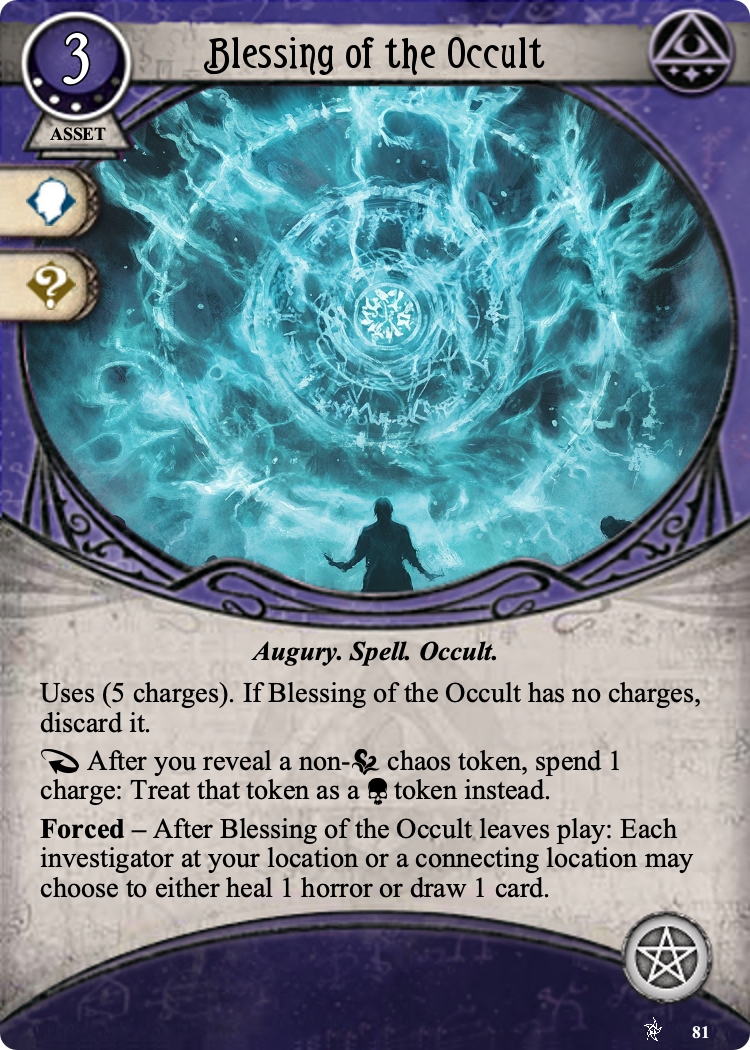 3
Blessing of the Occult
ASSET
?
Augury. Spell. Occult.
Uses (5 charges). If Blessing of the Occult has no charges,
discard it.
After you reveal a non- chaos token, spend 1
charge: Treat that token as a token instead.
Forced – After Blessing of the Occult leaves play: Each
investigator at your location or a connecting location may
choose to either heal 1 horror or draw 1 card.
81